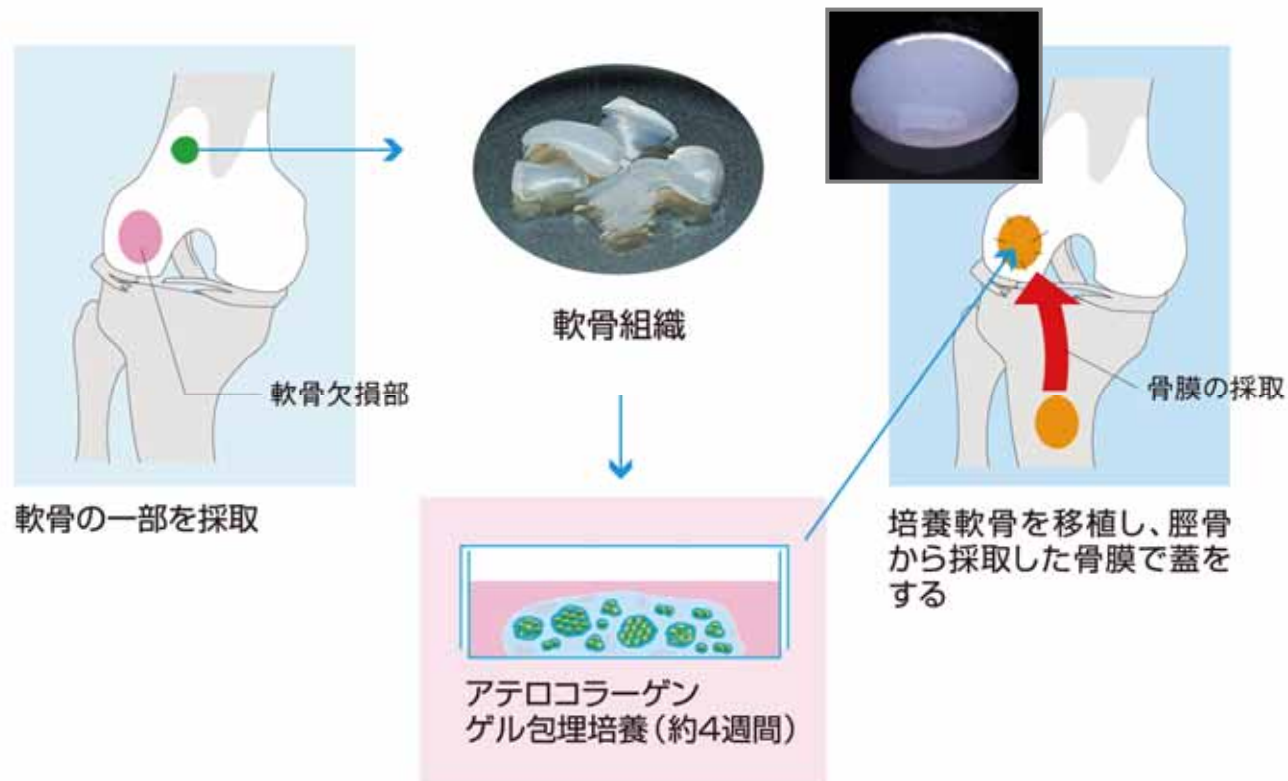 軟骨欠損部
軟骨の一部を採取
軟骨組織
アテロコラーゲン
ゲル包埋培養(約4週間)
骨膜の採取
培養軟骨を移植し、脛骨
から採取した骨膜で蓋を
する